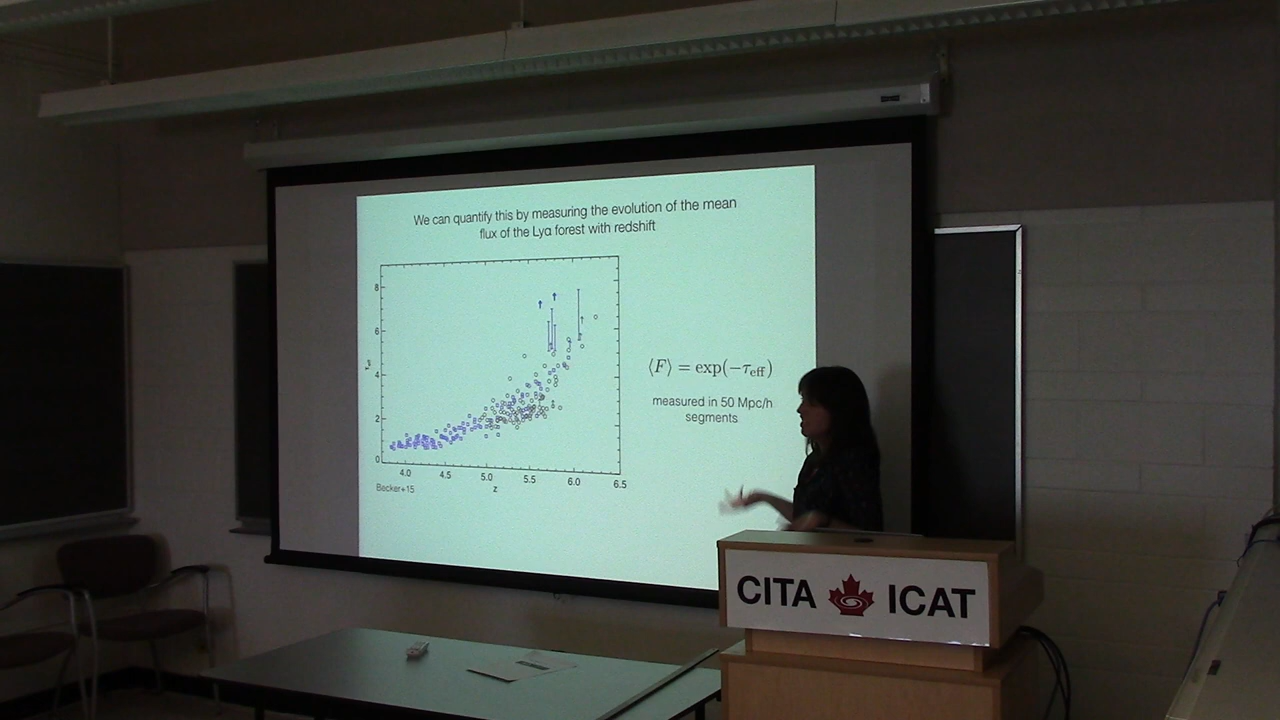 We can quantify this by measuring the evolution of the mean
flux of the Lyα forest with redshift
8
6
4
2
0
4.0 4.5 5.0 5.5 6.0 6.5
z
Becker+15
⟨F⟩ = exp(−τeff)
measured in 50 Mpc/h
segments
CITA ICAT